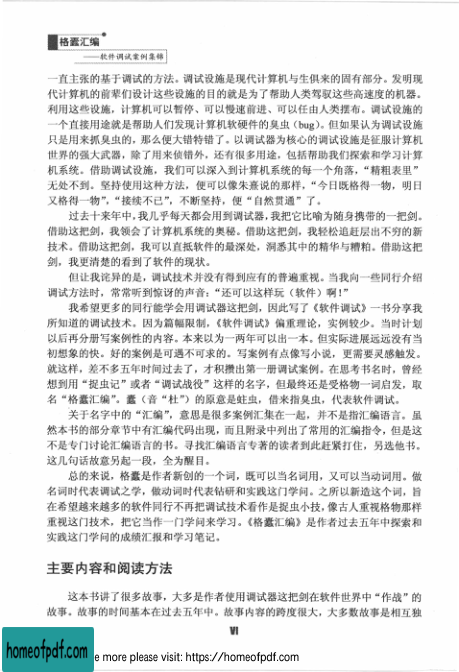 格蠹汇编
——软件调试案例集锦
一直主张的基于调试的方法。调试设施是现代计算机与生俱来的固有部分。发明现
代计算机的前辈们设计这些设施的目的就是为了帮助人类驾驭这些高速度的机器。
利用这些设施，计算机可以暂停、可以慢速前进、可以任由人类摆布。调试设施的
一个直接用途就是帮助人们发现计算机软硬件的臭虫（bug）。但如果认为调试设施
只是用来抓臭虫的，那么便大错特错了。以调试器为核心的调试设施是征服计算机
世界的强大武器，除了用来侦错外，还有很多用途，包括帮助我们探索和学习计算
机系统。借助调试设施，我们可以深入到计算机系统的每一个角落，“精粗表里”
无处不到。坚持使用这种方法，便可以像朱熹说的那样，“今日既格得一物，明日
又格得一物”，“接续不已”，不断坚持，便“自然贯通”了。
过去十来年中，我几乎每天都会用到调试器，我把它比喻为随身携带的一把剑。
借助这把剑，我领会了计算机系统的奥秘。借助这把剑，我轻松追赶层出不穷的新
技术。借助这把剑，我可以直抵软件的最深处，洞悉其中的精华与糟粕。借助这把
剑，我更清楚的看到了软件的现状。
但让我诧异的是，调试技术并没有得到应有的普遍重视。当我向一些同行介绍
调试方法时，常常听到惊讶的声音：“还可以这样玩（软件）啊！”
我希望更多的同行能学会用调试器这把剑，因此写了《软件调试》一书分享我
所知道的调试技术。因为篇幅限制，《软件调试》偏重理论，实例较少。当时计划
以后再分册写案例性的内容。本来以为一两年可以出一本。但实际进展远远没有当
初想象的快。好的案例是可遇不可求的。写案例有点像写小说，更需要灵感触发。
就这样，差不多五年时间过去了，才积攒出第一册调试案例。在思考书名时，曾经
想到用“捉虫记”或者“调试战役”这样的名字，但最终还是受格物一词启发，取
名“格蠹汇编”。蠹（音“杜”）的原意是蛀虫，借来指臭虫，代表软件调试。
关于名字中的“汇编”，意思是很多案例汇集在一起，并不是指汇编语言。虽
然本书的部分章节中有汇编代码出现，而且附录中列出了常用的汇编指令，但是这
不是专门讨论汇编语言的书。寻找汇编语言专著的读者到此赶紧打住，另选他书。
这几句话故意另起一段，全为醒目。
总的来说，格蠹是作者新创的一个词，既可以当名词用，又可以当动词用。做
名词时代表调试之学，做动词时代表钻研和实践这门学问。之所以新造这个词，旨
在希望越来越多的软件同行不再把调试技术看作是捉虫小技，像古人重视格物那样
重视这门技术，把它当作一门学问来学习。《格蠹汇编》是作者过去五年中探索和
实践这门学问的成绩汇报和学习笔记。
主要内容和阅读方法
这本书讲了很多故事，大多是作者使用调试器这把剑在软件世界中“作战”的
故事。故事的时间基本在过去五年中。故事内容的跨度很大，大多数故事是相互独
VI
homeofpdf.com
e more please visit: https://homeofpdf.com